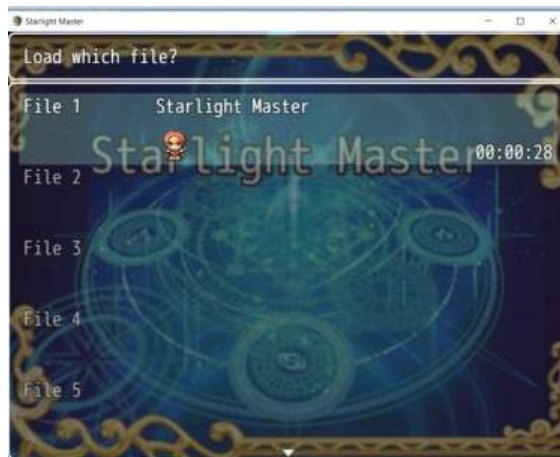 Starlight Master
Load which file?
File 1 Starlight Master
Starlight Master
00:00:28
File 2
File 3
File 4
File 5